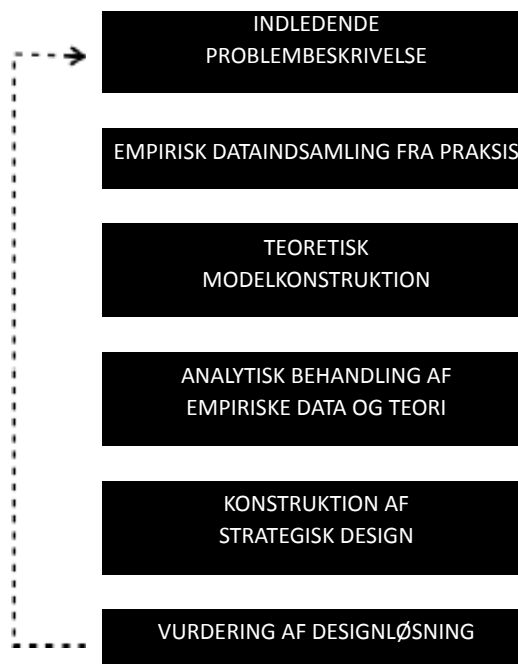 INDLEDENDE
PROBLEMBESKRIVELSE
EMPIRISK DATAINDSAMLING FRA PRAKSIS
TEORETISK
MODELKONSTRUKTION
ANALYTISK BEHANDLING AF
EMPIRISKE DATA OG TEORI
KONSTRUKTION AF
STRATEGISK DESIGN
VURDERING AF DESIGNLØSNING